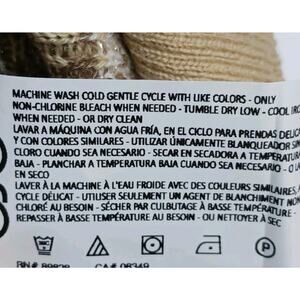 MACHINE WASH COLD GENTLE CYCLE WITH LIKE COLORS - ONLY
NON-CHLORINE BLEACH WHEN NEEDED - TUMBLE DRY LOW - COOL IRO
WHEN NEEDED - OR DRY CLEAN
LAVAR A MÁQUINA CON AGUA FRÍA, EN EL CICLO PARA PRENDAS DELICA
Y CON COLORES SIMILARES - UTILIZAR ÚNICAMENTE BLANQUEADOR SIN
CLORO CUANDO SEA NECESARIO - SECAR EN SECADORA A TEMPERATURA
BAJA - PLANCHAR A TEMPERATURA BAJA CUANDO SEA NECESARIO - O LA
EN SECO
LAVER À LA MACHINE À L'EAU FROIDE AVEC DES COULEURS SIMILAIRES,
CYCLE DÉLICAT - UTILISER SEULEMENT UN AGENT DE BLANCHIMENT NON
CHLORÉ AU BESOIN - SÉCHER PAR CULBUTAGE À BASSE TEMPÉRATURE -
REPASSER À BASSE TEMPÉRATURE AU BESOIN - OU NETTOYER À SEC
P
RN# 89828 CA# 08349